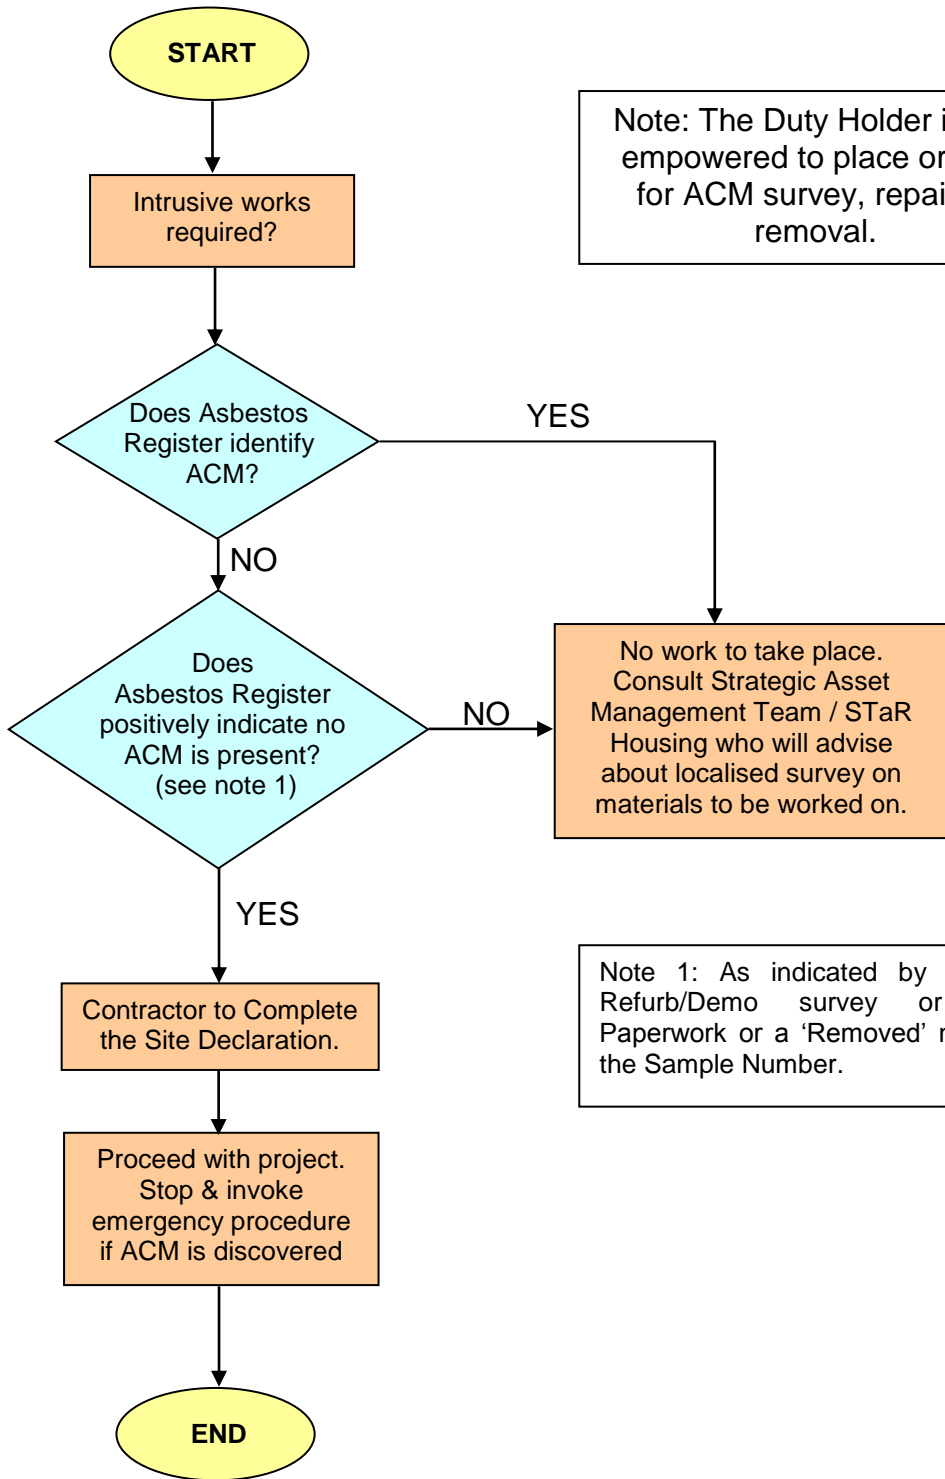 START
Note: The Duty Holder
empowered to place
for ACM survey,
removal.
Intrusive works
required?
Does Asbestos
Register identify
ACM?
YES
NO
Does
Asbestos Register
positively indicate no
ACM is present?
(see note 1)
NO
No work to take place.
Consult Strategic Asset
Management Team / STaR
Housing who will advise
about localised survey on
materials to be worked on.
YES
Contractor to Complete
the Site Declaration.
Note 1: As indicated by
Refurb/Demo survey or
Paperwork or a ‘Removed’
the Sample Number.
Proceed with project.
Stop & invoke
emergency procedure
if ACM is discovered
END